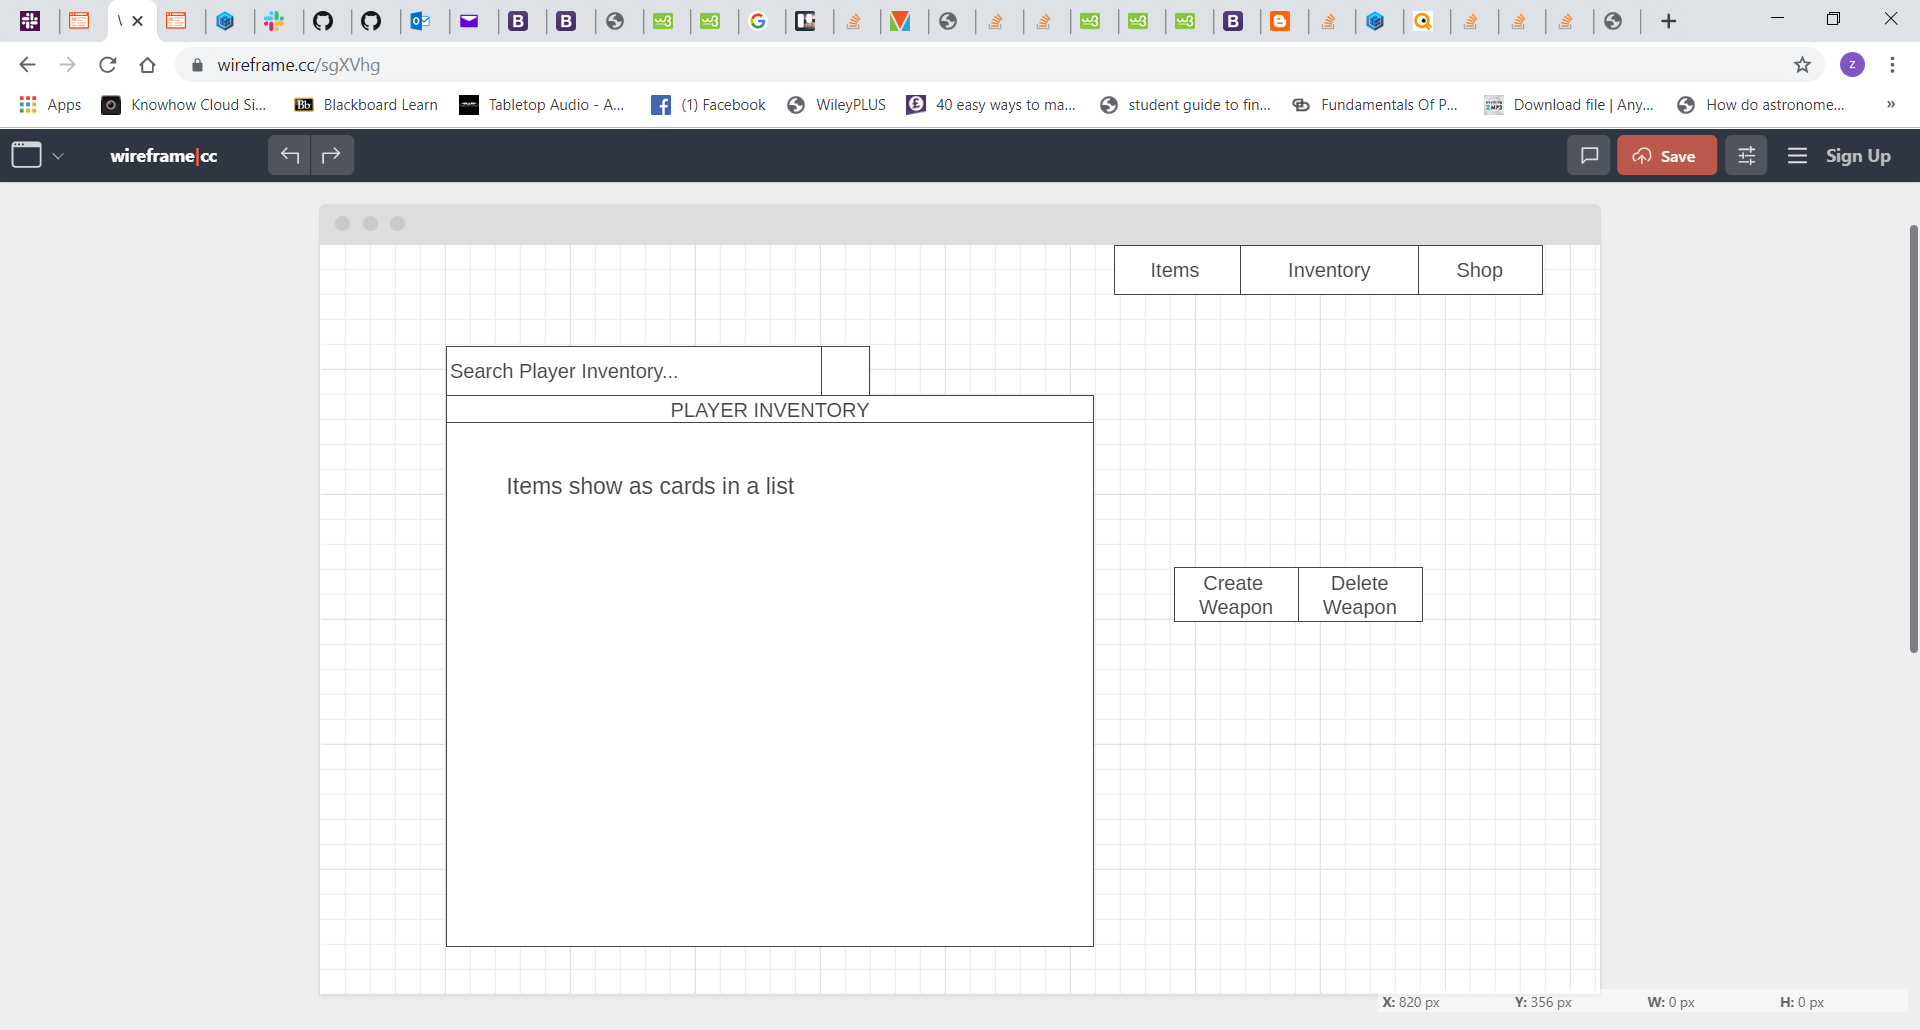 wireframe.cc/sgXVhg
z
Apps
Knowhow Cloud Si...
Blackboard Learn
Tabletop Audio - A...
(1) Facebook
WileyPLUS
40 easy ways to ma...
student guide to fin...
Fundamentals Of P...
Download file | Any...
How do astronome...
»
wireframe|cc
Save
Sign Up
Items
Inventory
Shop
Search Player Inventory...
PLAYER INVENTORY
Items show as cards in a list
Create
Weapon
Delete
Weapon
X: 820 px
Y: 356 px
W: 0 px
H: 0 px